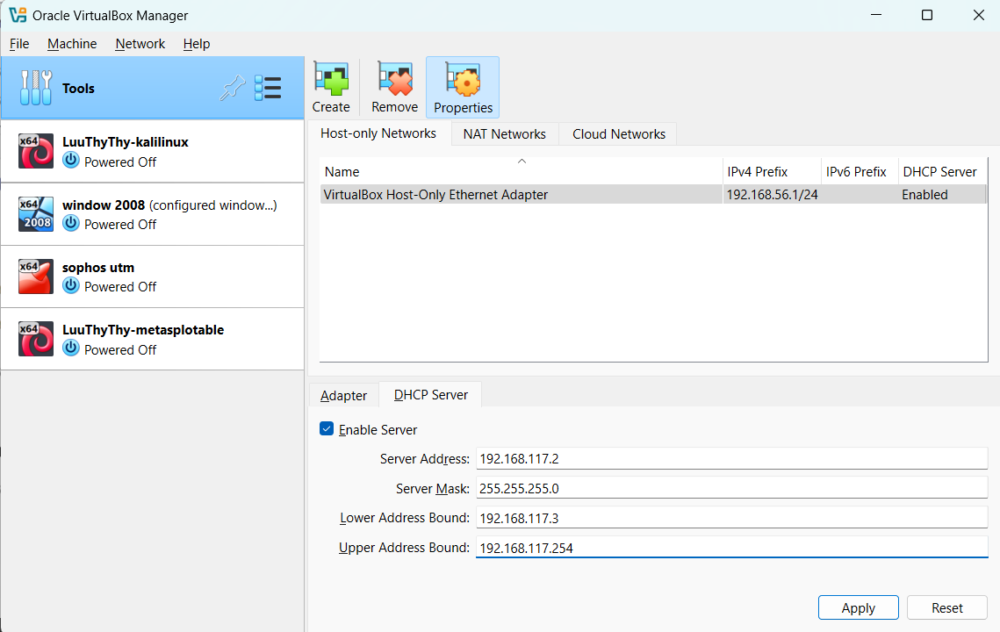 Oracle VirtualBox Manager
File Machine Network Help
Tools
Create Remove Properties
x64 LuuThyThy-kalilinux
Powered Off
x64 2008 window 2008 (configured window...)
Powered Off
x64 sophos utm
Powered Off
x64 LuuThyThy-metasplotable
Powered Off
Host-only Networks NAT Networks Cloud Networks
Name IPv4 Prefix IPv6 Prefix DHCP Server
VirtualBox Host-Only Ethernet Adapter 192.168.56.1/24 Enabled
Adapter DHCP Server
Enable Server
Server Address: 192.168.117.2
Server Mask: 255.255.255.0
Lower Address Bound: 192.168.117.3
Upper Address Bound: 192.168.117.254
Apply Reset